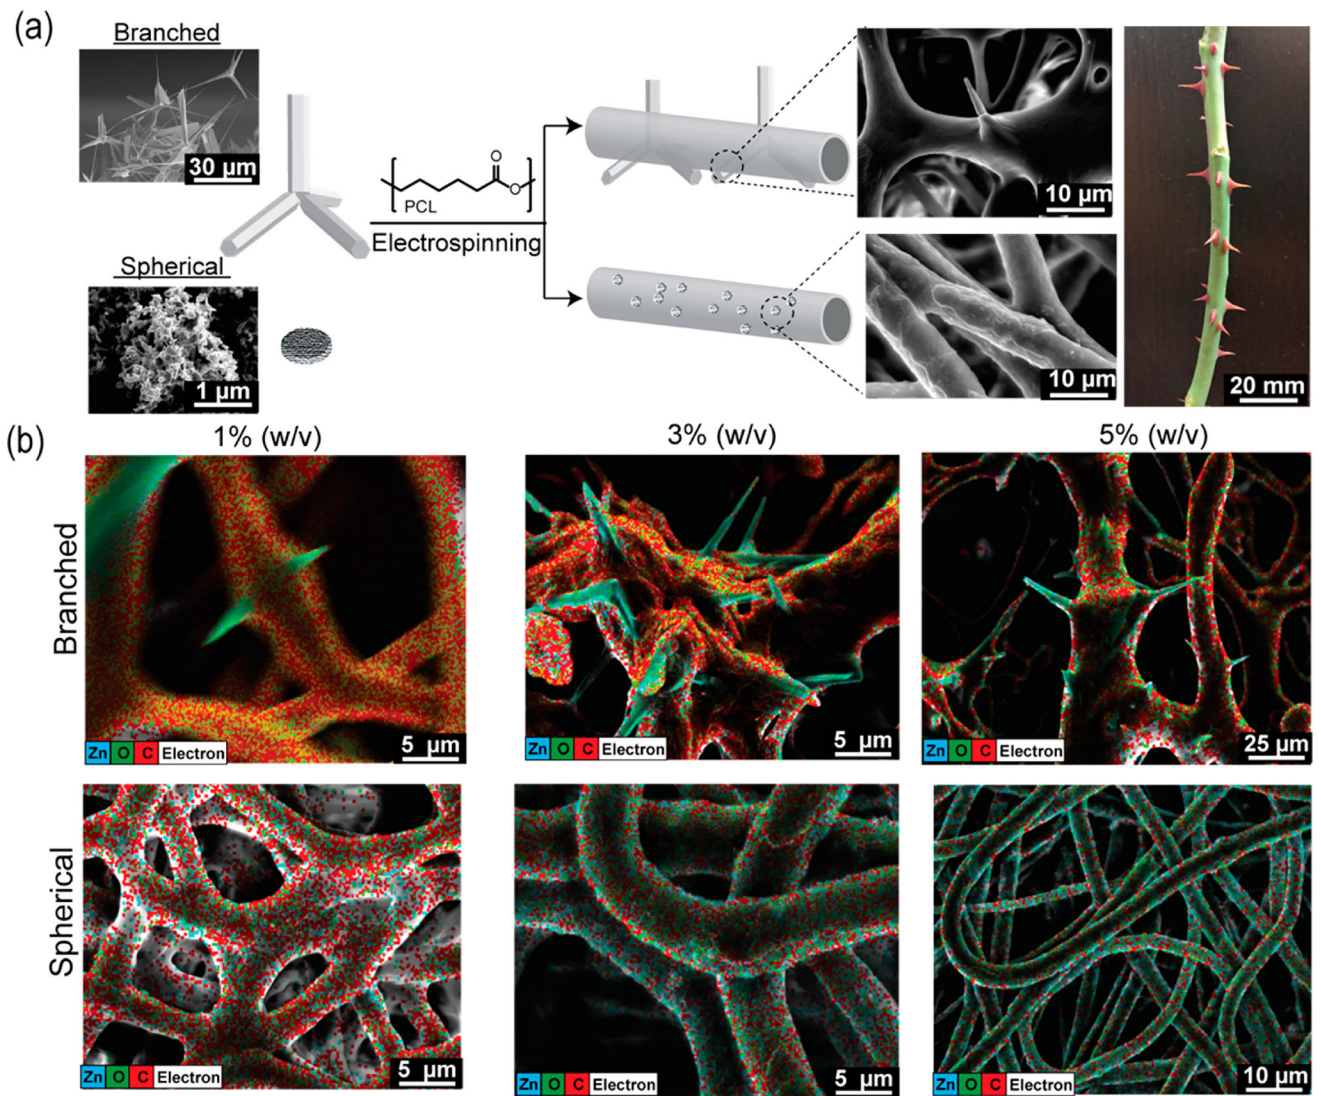 (a)
Branched
30 µm
Spherical
1 µm
O
O
PCL
Electrospinning
10 µm
10 µm
20 mm
(b)
1% (w/v)
3% (w/v)
5% (w/v)
Branched
Zn O C Electron
5 µm
Zn O C Electron
5 µm
Zn O C Electron
25 µm
Spherical
Zn O C Electron
5 µm
Zn O C Electron
5 µm
Zn O C Electron
10 µm